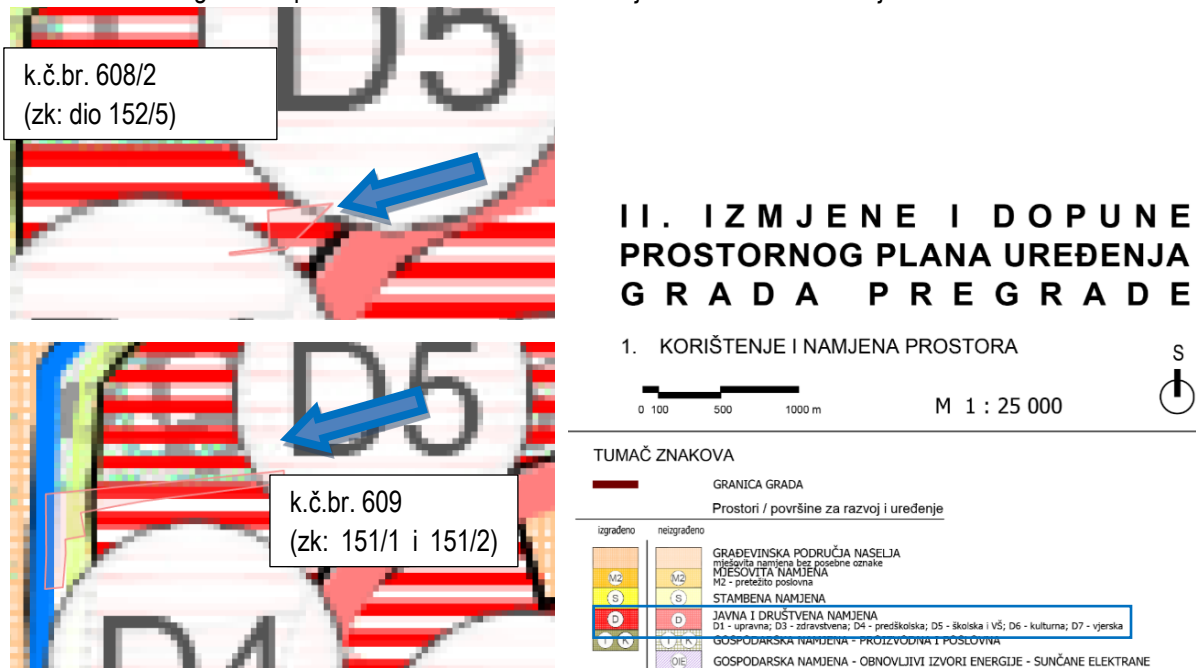 D5
k.č.br. 608/2
(zk: dio 152/5)
D5
k.č.br. 609
(zk: 151/1 i 151/2)
D4
II. IZMJENE I DOPUNE
PROSTORNOG PLANA UREĐENJA
GRADA PREGRADE
1. KORIŠTENJE I NAMJENA PROSTORA
S
0 100 500 1000 m
M 1 : 25 000
TUMAČ ZNAKOVA
GRANICA GRADA
Prostori / površine za razvoj i uređenje
izgrađeno neizgrađeno
GRAĐEVINSKA PODRUČJA NASELJA
mješovita namjena bez posebne oznake
M2 M2 MJEŠOVITA NAMJENA
M2 - pretežito poslovna
S S STAMBENA NAMJENA
D D JAVNA I DRUŠTVENA NAMJENA
D1 - upravna; D3 - zdravstvena; D4 - predškolska; D5 - školska i VŠ; D6 - kulturna; D7 - vjerska
I K I K GOSPODARSKA NAMJENA - PROIZVODNA I POSLOVNA
OIE GOSPODARSKA NAMJENA - OBNOVLJIVI IZVORI ENERGIJE - SUNČANE ELEKTRANE